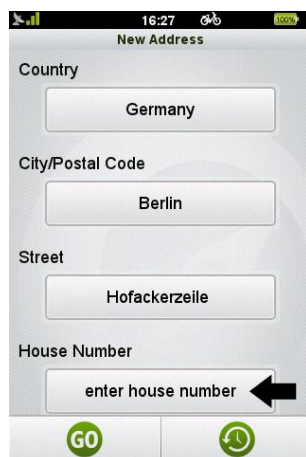 16:27
100%
New Address
Country
Germany
City/Postal Code
Berlin
Street
Hofackerzeile
House Number
enter house number
GO